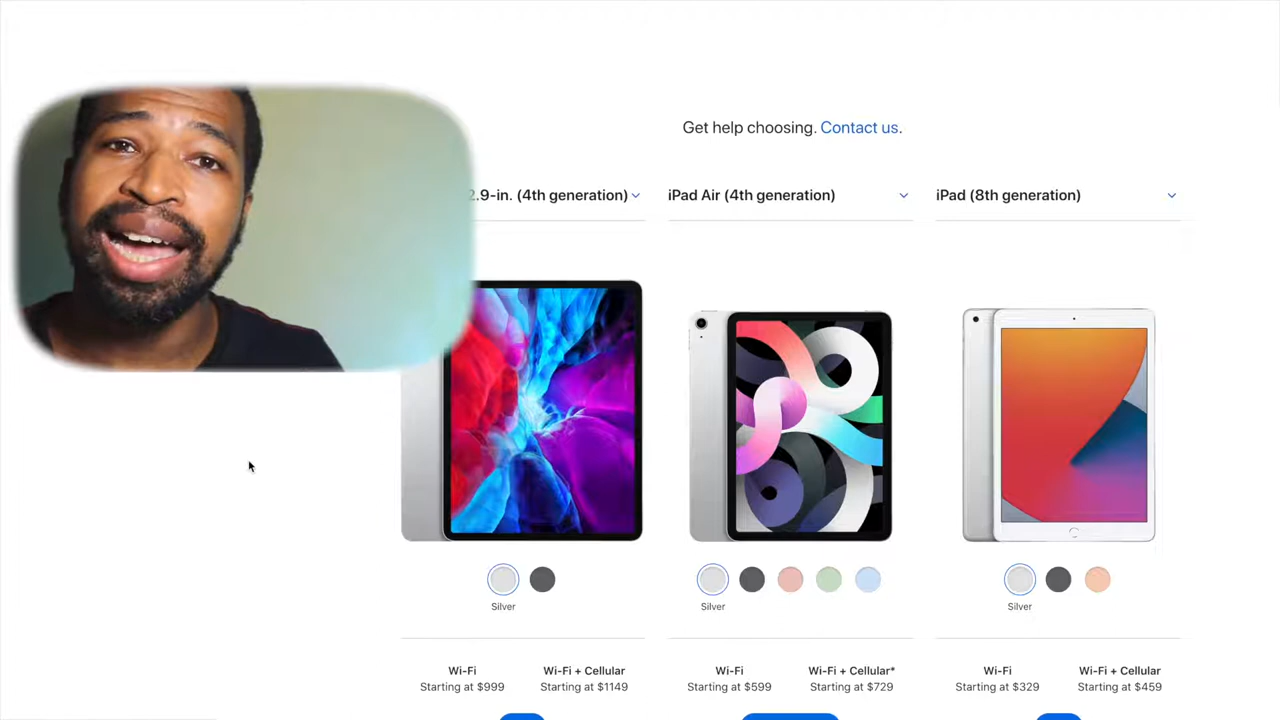 Get help choosing. Contact us.
2.9-in. (4th generation) iPad Air (4th generation) iPad (8th generation)
Silver Silver Silver
Wi-Fi Wi-Fi + Cellular Wi-Fi Wi-Fi + Cellular* Wi-Fi Wi-Fi + Cellular
Starting at $999 Starting at $1149 Starting at $599 Starting at $729 Starting at $329 Starting at $459